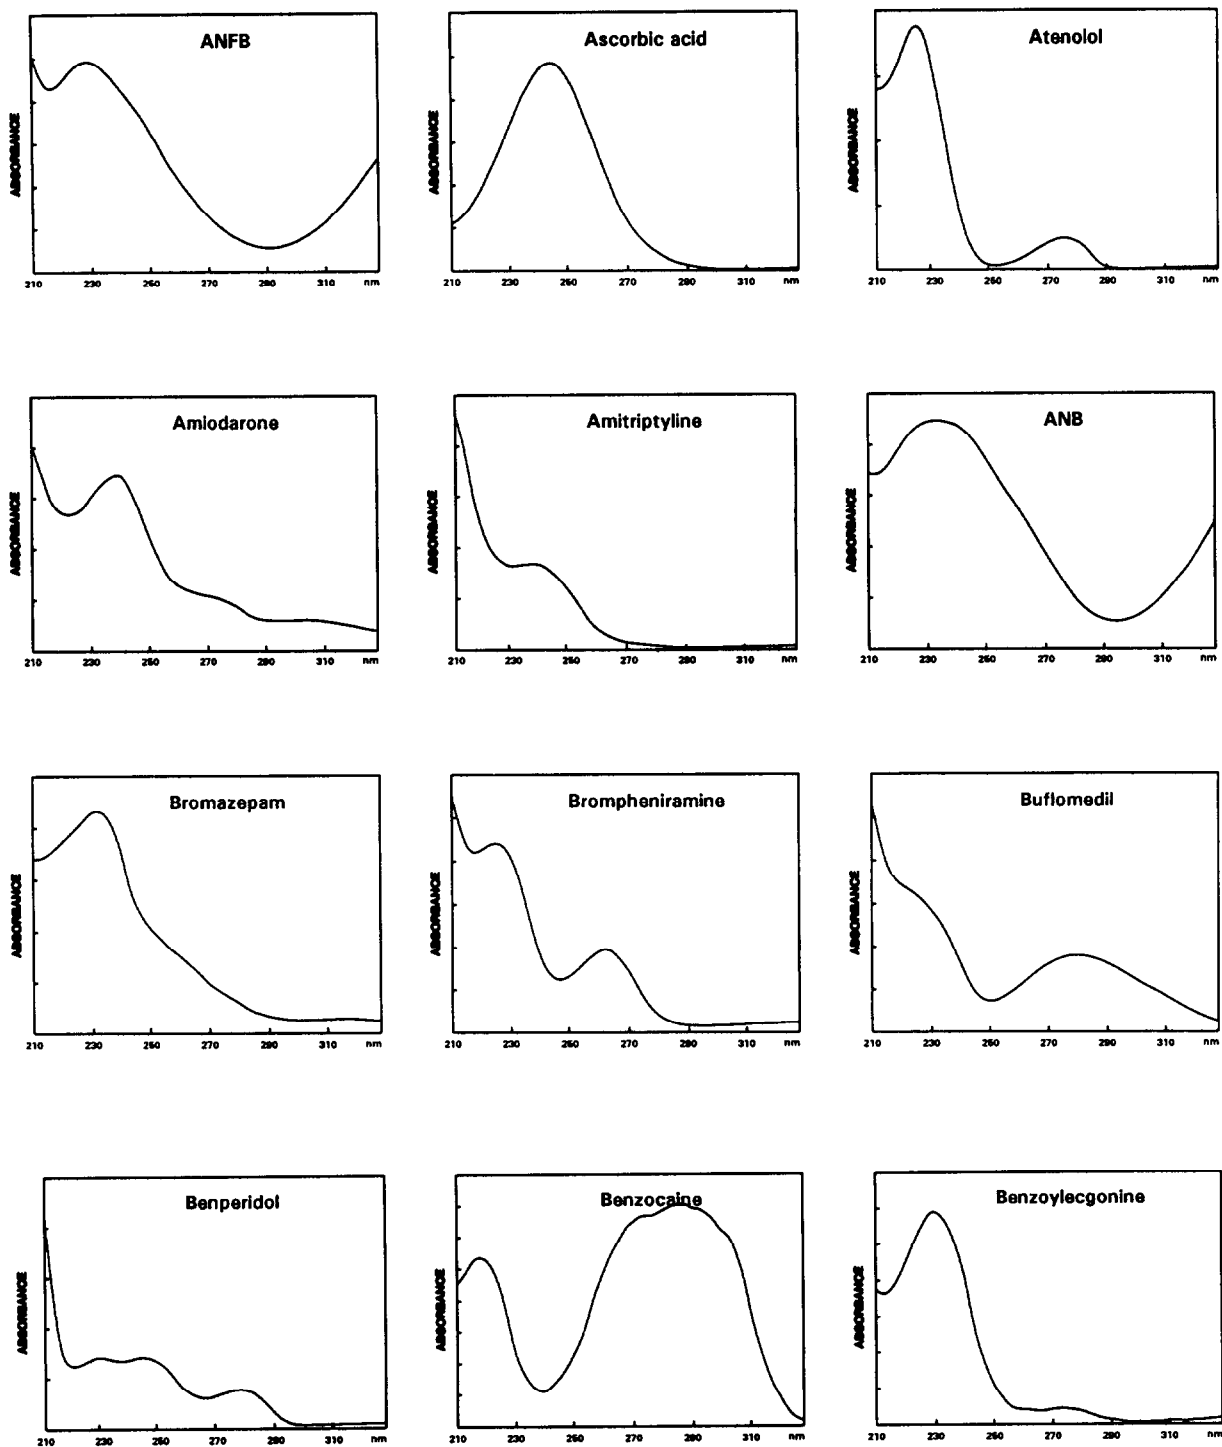 ANFB
ABSORBANCE
210 230 250 270 290 310 nm
Ascorbic acid
ABSORBANCE
210 230 250 270 290 310 nm
Atenolol
ABSORBANCE
210 230 250 270 290 310 nm
Amiodarone
ABSORBANCE
210 230 250 270 290 310 nm
Amitriptyline
ABSORBANCE
210 230 250 270 290 310 nm
ANB
ABSORBANCE
210 230 250 270 290 310 nm
Bromazepam
ABSORBANCE
210 230 250 270 290 310 nm
Brompheniramine
ABSORBANCE
210 230 250 270 290 310 nm
Buflomedil
ABSORBANCE
210 230 250 270 290 310 nm
Benperidol
ABSORBANCE
210 230 250 270 290 310 nm
Benzocaine
ABSORBANCE
210 230 250 270 290 310 nm
Benzoylecgonine
ABSORBANCE
210 230 250 270 290 310 nm